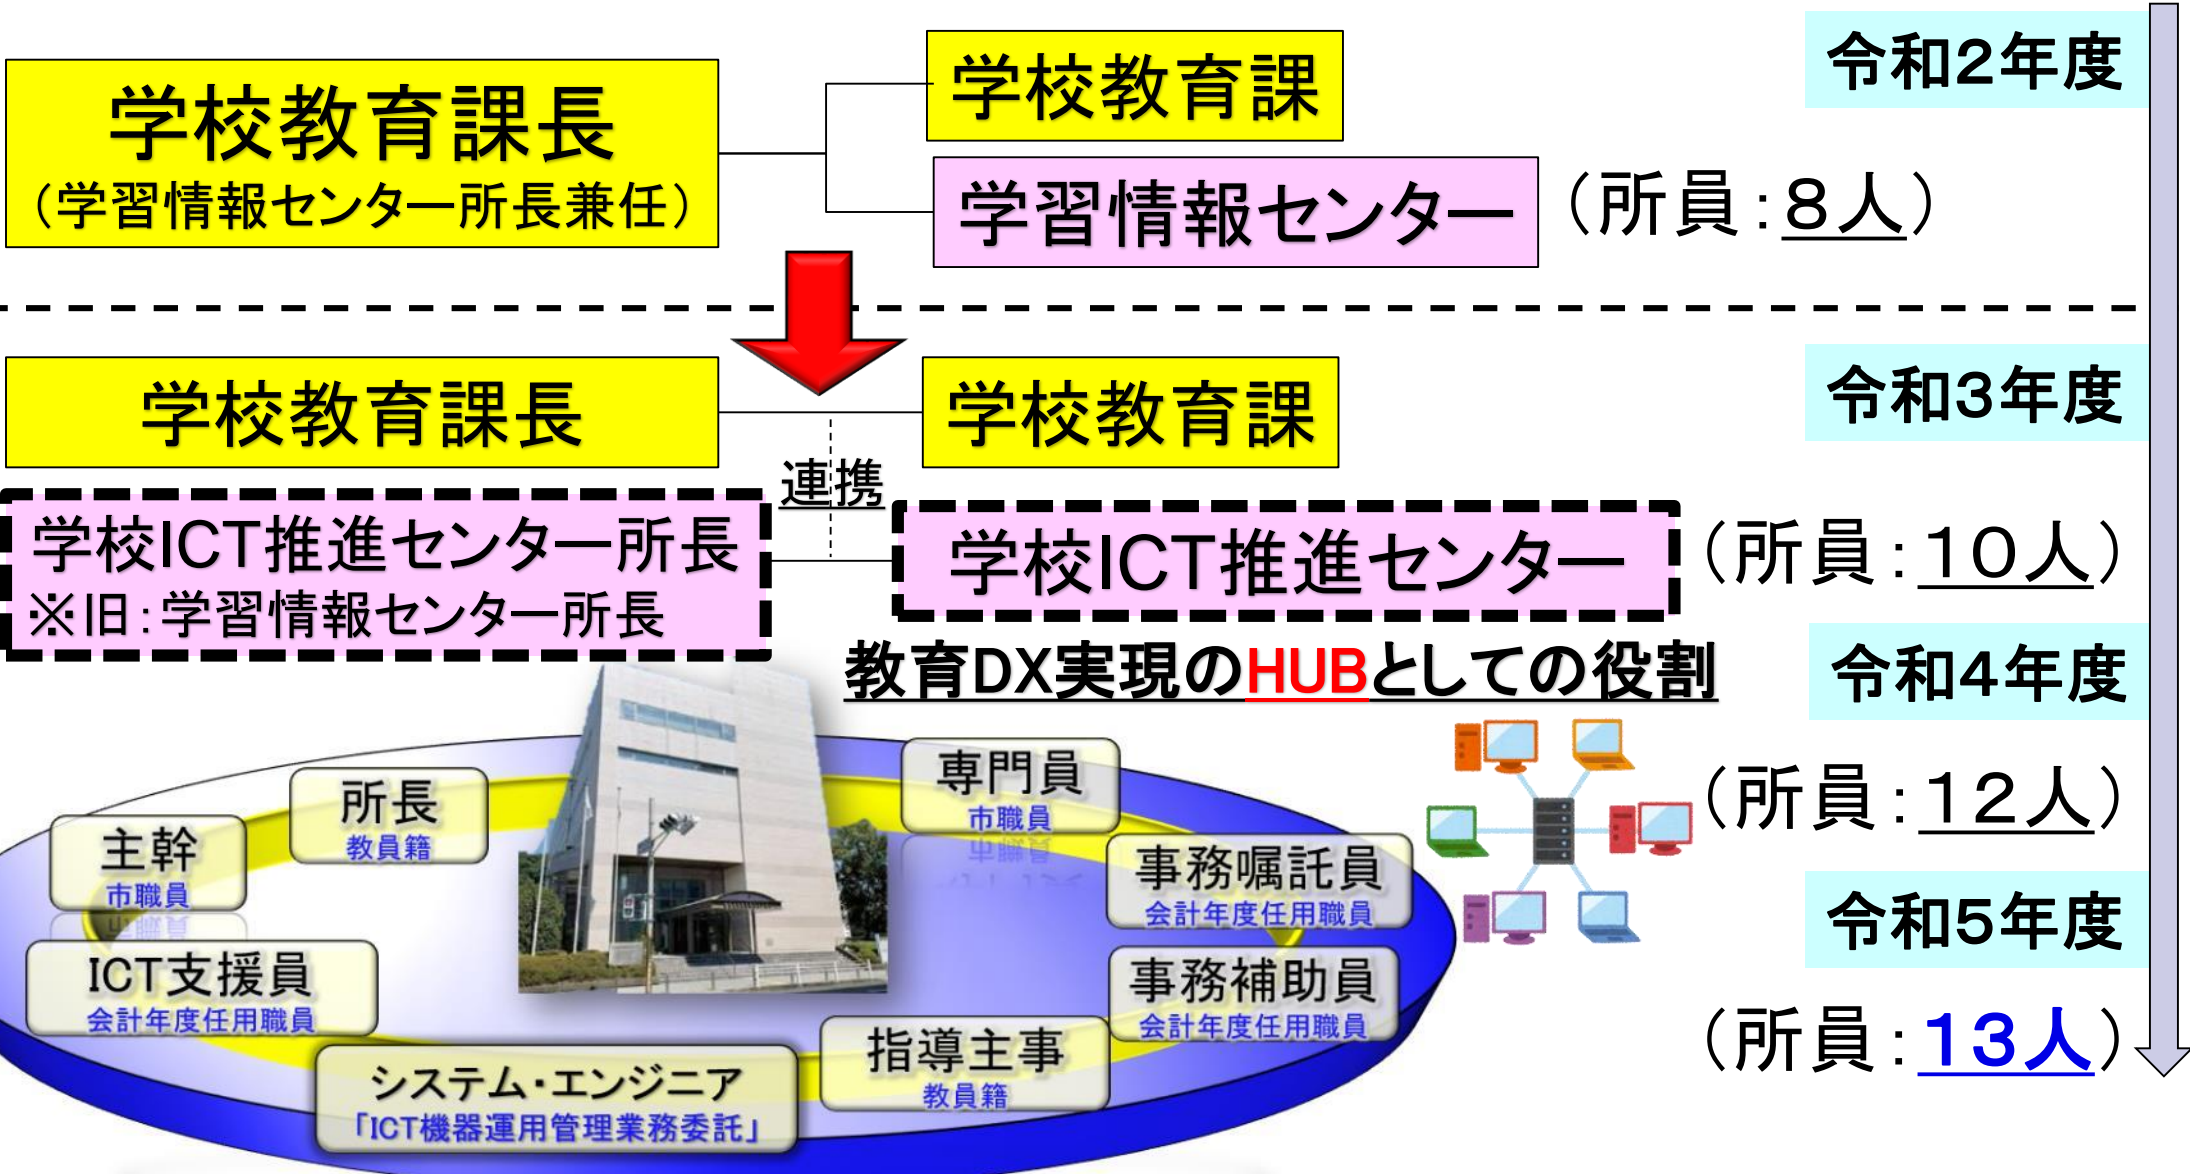 令和2年度
学校教育課長
（学習情報センター所長兼任）
学校教育課
学習情報センター
（所員：８人）
令和3年度
学校教育課長
学校教育課
連携
学校ICT推進センター所長
※旧：学習情報センター所長
学校ICT推進センター
（所員：１０人）
教育DX実現のHUBとしての役割
令和4年度
（所員：１２人）
令和5年度
（所員：１３人）
所長
教員籍
専門員
市職員
主幹
市職員
事務嘱託員
会計年度任用職員
ICT支援員
会計年度任用職員
事務補助員
会計年度任用職員
指導主事
教員籍
システム・エンジニア
「ICT機器運用管理業務委託」